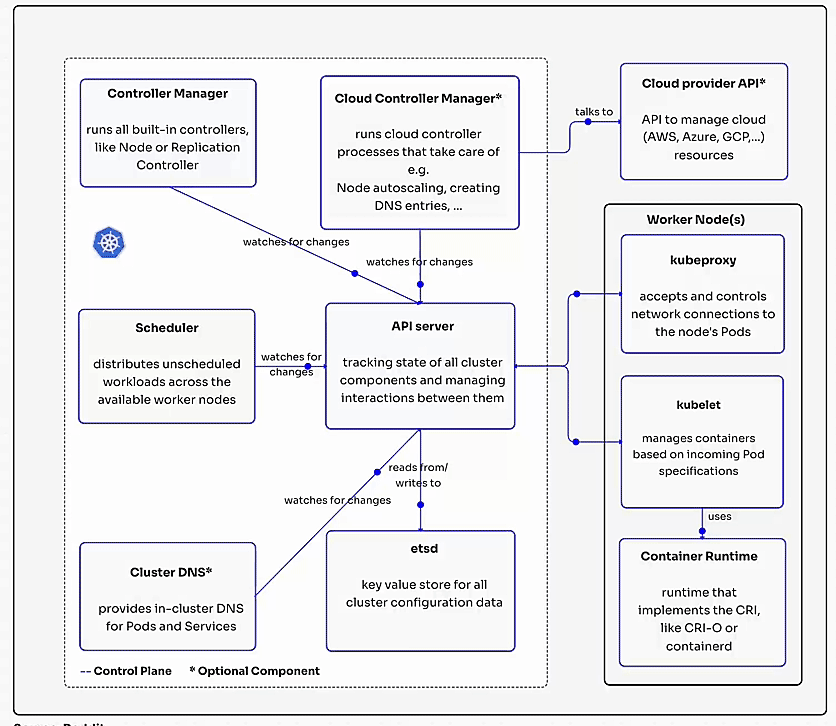 Controller Manager
runs all built-in controllers,
like Node or Replication
Controller
Cloud Controller Manager*
runs cloud controller
processes that take care of
e.g.
Node autoscaling, creating
DNS entries, ...
talks to
Cloud provider API*
API to manage cloud
(AWS, Azure, GCP,...)
resources
watches for changes
watches for changes
Worker Node(s)
kubeproxy
accepts and controls
network connections to
the node's Pods
Scheduler
distributes unscheduled
workloads across the
available worker nodes
watches for
changes
API server
tracking state of all cluster
components and managing
interactions between them
kubelet
manages containers
based on incoming Pod
specifications
reads from/
writes to
watches for changes
uses
Cluster DNS*
provides in-cluster DNS
for Pods and Services
etsd
key value store for all
cluster configuration data
Container Runtime
runtime that
implements the CRI,
like CRI-O or
containerd
-- Control Plane * Optional Component